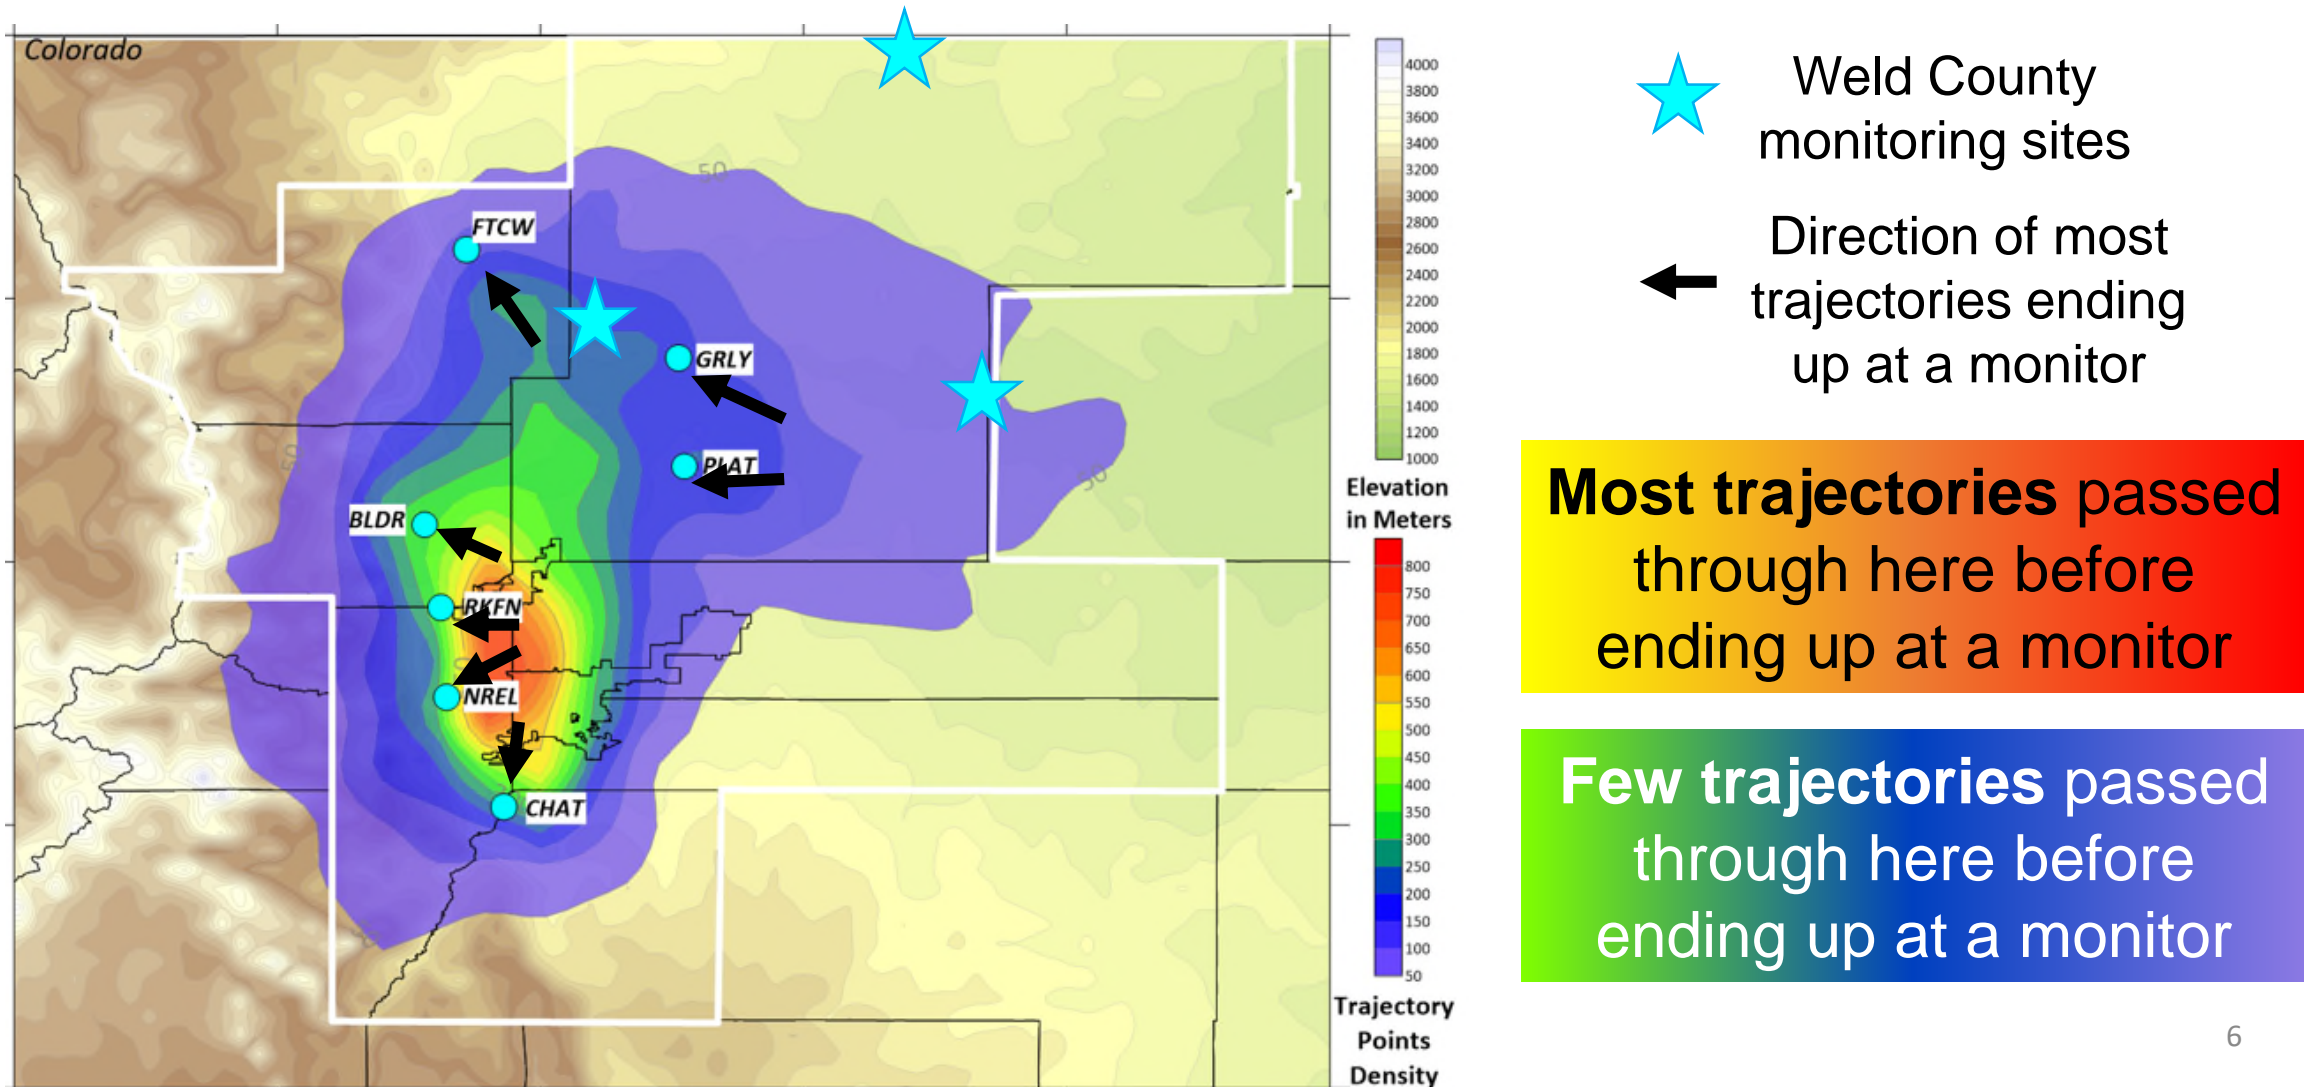 Colorado
50
FTCW
GRLY
PLAT
50
BLDR
50
RKFN
NREL
CHAT
4000
3800
3600
3400
3200
3000
2800
2600
2400
2200
2000
1800
1600
1400
1200
1000
Elevation
in Meters
800
750
700
650
600
550
500
450
400
350
300
250
200
150
100
50
Trajectory
Points
Density
Weld County
monitoring sites
Direction of most
trajectories ending
up at a monitor
Most trajectories passed
through here before
ending up at a monitor
Few trajectories passed
through here before
ending up at a monitor
6